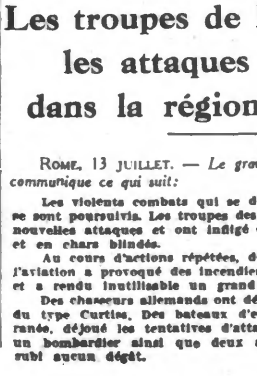 Les troupes de
les attaques
dans la région
ROME, 13 JUILLET. — Le
communique ce qui suit:
Les violents combats qui se
se sont poursuivis. Les troupes des
nouvelles attaques et ont infligé
et en chars blindés.
Au cours d'actions répétées,
l'aviation a provoqué des incendie
et a rendu inutilisable un grand
Des chasseurs allemands ont dé
du type Curtiss. Des bateaux d'e
ranée, déjoué les tentatives d'atta
un bombardier ainsi que deux
subi aucun dégât.